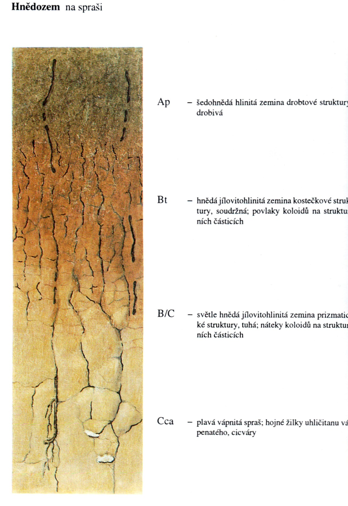 Hnědozem na spraši
Ap – šedohnědá hlinitá zemina drobtové struktury
drobivá
Bt – hnědá jílovitohlinitá zemina kostečkové struk-
tury, soudržná; povlaky koloidů na struktu
ních částicích
B/C – světle hnědá jílovitohlinitá zemina prizmatic
ké struktury, tuhá; náteky koloidů na struktu
ních částicích
Cca – plavá vápnitá spraš; hojné žilky uhličitanu vá
penatého, cicváry